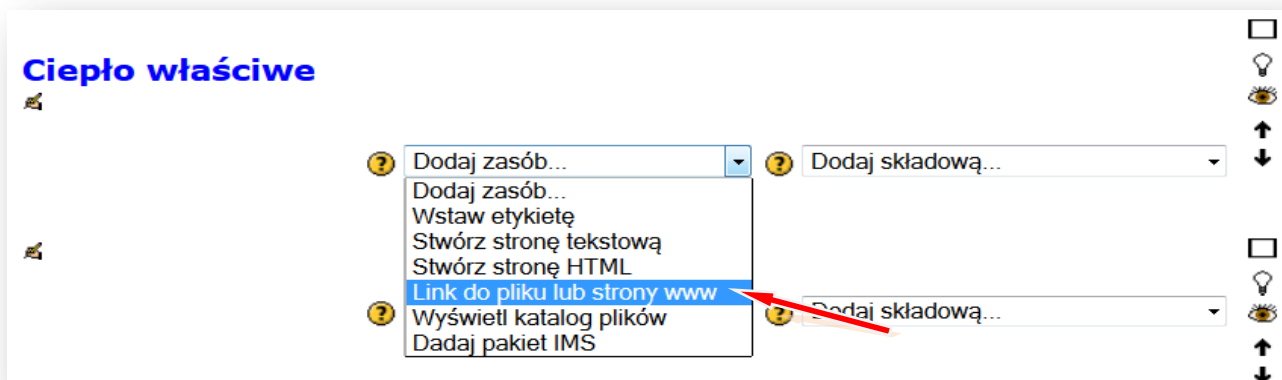 Ciepło właściwe
Dodaj zasób...
Dodaj składową...
Dodaj zasób...
Wstaw etykietę
Stwórz stronę tekstową
Stwórz stronę HTML
Link do pliku lub strony www
Wyświetl katalog plików
Dadaj pakiet IMS
Dodaj składową...